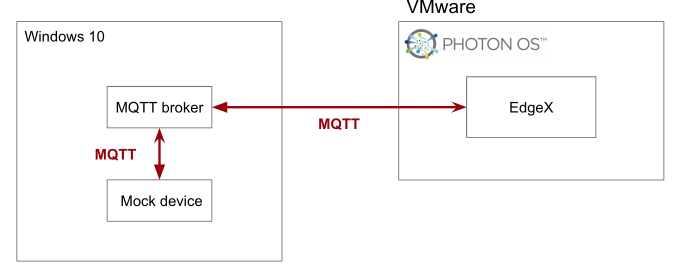 VMware
Windows 10
PHOTON OS™
MQTT broker
EdgeX
MQTT
MQTT
Mock device